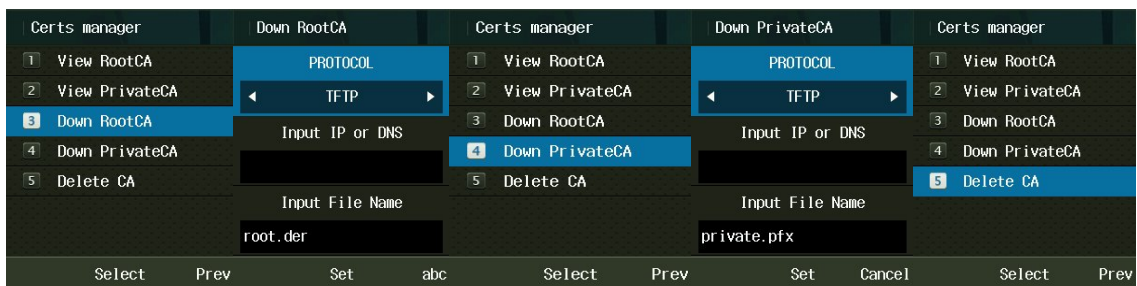 Certs manager
1 View RootCA
2 View PrivateCA
3 Down RootCA
4 Down PrivateCA
5 Delete CA
Select Prev
Down RootCA
PROTOCOL
TFTP
Input IP or DNS
Input File Name
root.der
Set abc
Certs manager
1 View RootCA
2 View PrivateCA
3 Down RootCA
4 Down PrivateCA
5 Delete CA
Select Prev
Down PrivateCA
PROTOCOL
TFTP
Input IP or DNS
Input File Name
private.pfx
Set Cancel
Certs manager
1 View RootCA
2 View PrivateCA
3 Down RootCA
4 Down PrivateCA
5 Delete CA
Select Prev